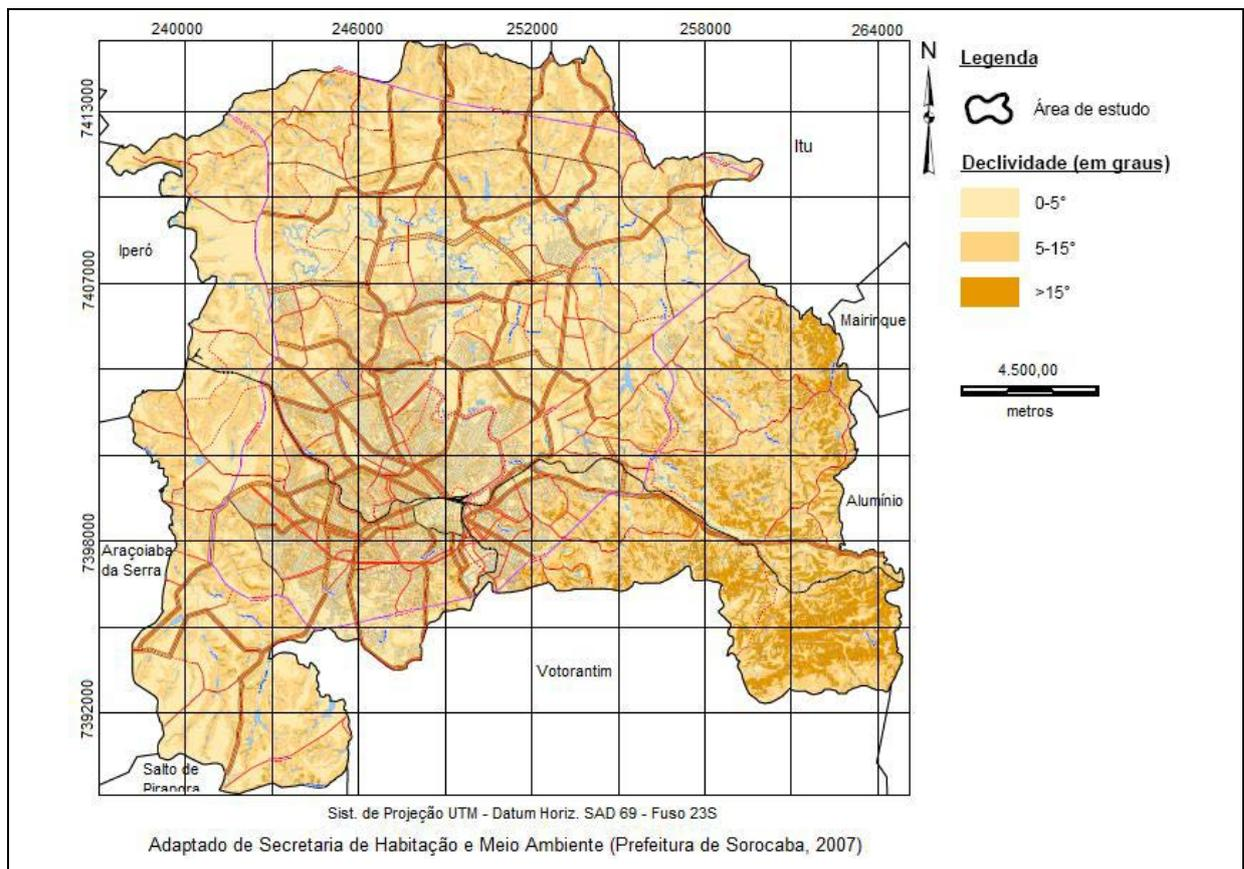 240000 246000 252000 258000 264000
7413000
7407000
7398000
7392000
N
Legenda
Área de estudo
Declividade (em graus)
0-5°
5-15°
>15°
4.500,00
metros
Itu
Iperó
Mairinque
Alumínio
Araçoiaba
da Serra
Votorantim
Salto de
Pirapora
Sist. de Projeção UTM - Datum Horiz. SAD 69 - Fuso 23S
Adaptado de Secretaria de Habitação e Meio Ambiente (Prefeitura de Sorocaba, 2007)